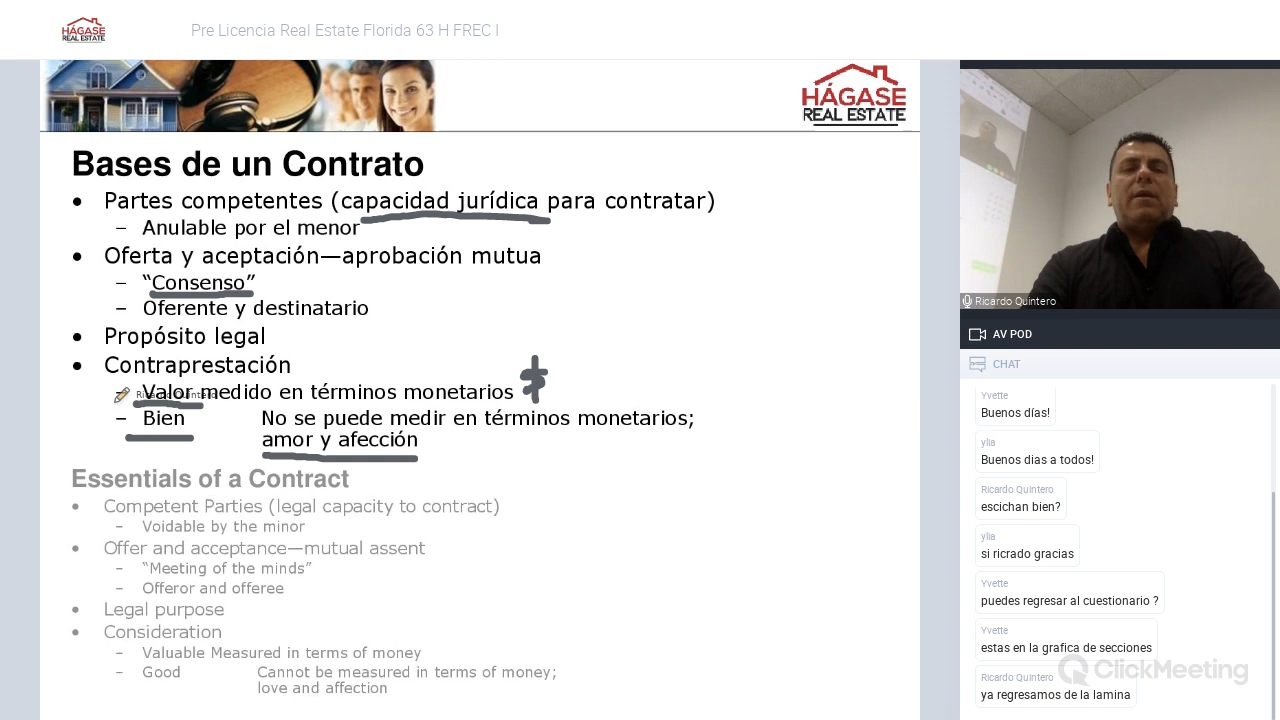 HÁGASE
REAL ESTATE
Pre Licencia Real Estate Florida 63 H FREC I
HÁGASE
REAL ESTATE
Bases de un Contrato
• Partes competentes (capacidad jurídica para contratar)
– Anulable por el menor
• Oferta y aceptación—aprobación mutua
– “Consenso”
– Oferente y destinatario
• Propósito legal
• Contraprestación
– Valor medido en términos monetarios
Ricardo Quintero
– Bien No se puede medir en términos monetarios;
amor y afección
Essentials of a Contract
• Competent Parties (legal capacity to contract)
– Voidable by the minor
• Offer and acceptance—mutual assent
– “Meeting of the minds”
– Offeror and offeree
• Legal purpose
• Consideration
– Valuable Measured in terms of money
– Good Cannot be measured in terms of money;
love and affection
Ricardo Quintero
AV POD
CHAT
Yvette
Buenos días!
ylia
Buenos dias a todos!
Ricardo Quintero
escichan bien?
ylia
si ricrado gracias
Yvette
puedes regresar al cuestionario ?
Yvette
estas en la grafica de secciones
Ricardo Quintero
ya regresamos de la lamina
ClickMeeting